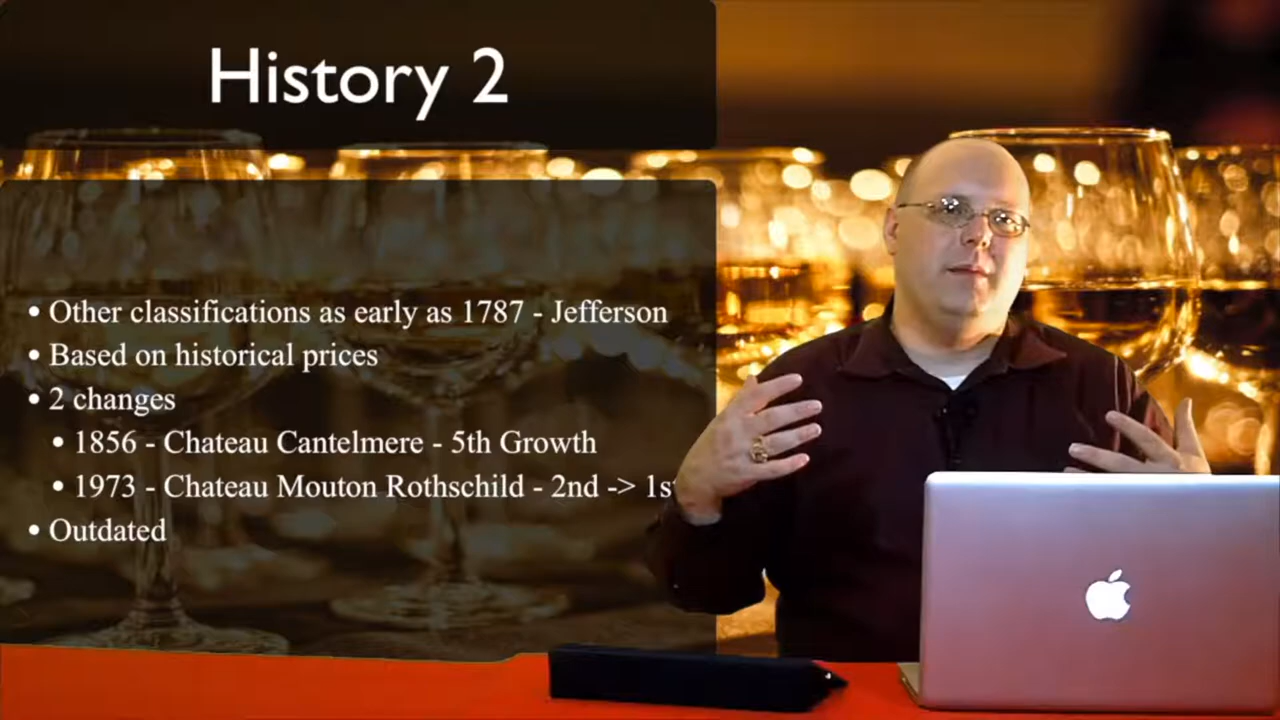 History 2
• Other classifications as early as 1787 - Jefferson
• Based on historical prices
• 2 changes
• 1856 - Chateau Cantelmere - 5th Growth
• 1973 - Chateau Mouton Rothschild - 2nd -> 1st
• Outdated